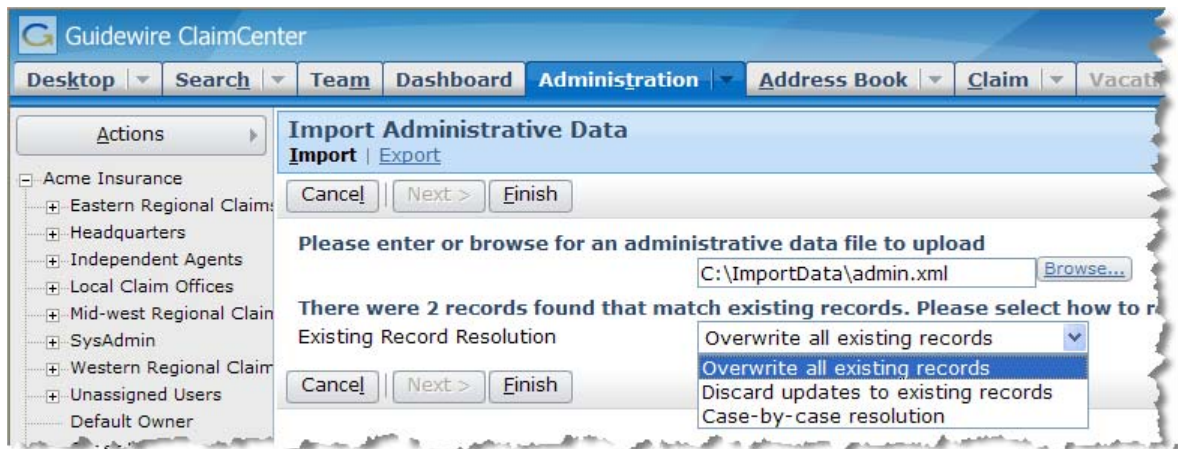 Guidewire ClaimCenter
Desktop Search Team Dashboard Administration Address Book Claim
Actions
Import Administrative Data
Import | Export
Acme Insurance
Eastern Regional Claims
Headquarters
Independent Agents
Local Claim Offices
Mid-west Regional Clain
SysAdmin
Western Regional Claim
Unassigned Users
Default Owner
Cancel Next > Finish
Please enter or browse for an administrative data file to upload
C:\ImportData\admin.xml Browse...
There were 2 records found that match existing records. Please select how to
Existing Record Resolution Overwrite all existing records
Overwrite all existing records
Discard updates to existing records
Case-by-case resolution
Cancel Next > Finish